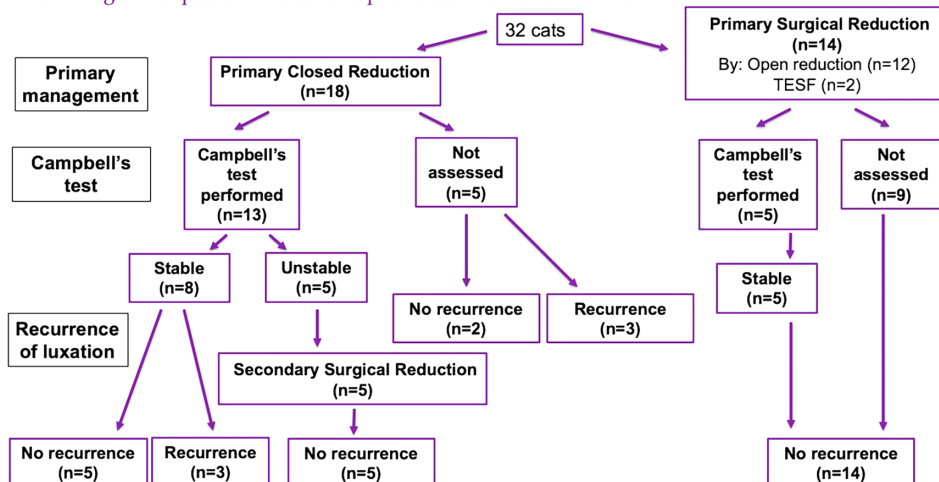 32 cats
Primary Surgical Reduction
(n=14)
By: Open reduction (n=12)
TESF (n=2)
Primary
management
Primary Closed Reduction
(n=18)
Campbell's
test
Campbell's
test
performed
(n=13)
Not
assessed
(n=5)
Campbell's
test
performed
(n=5)
Not
assessed
(n=9)
Stable
(n=8)
Unstable
(n=5)
Stable
(n=5)
No recurrence
(n=2)
Recurrence
(n=3)
Recurrence
of luxation
Secondary Surgical Reduction
(n=5)
No recurrence
(n=5)
Recurrence
(n=3)
No recurrence
(n=5)
No recurrence
(n=14)